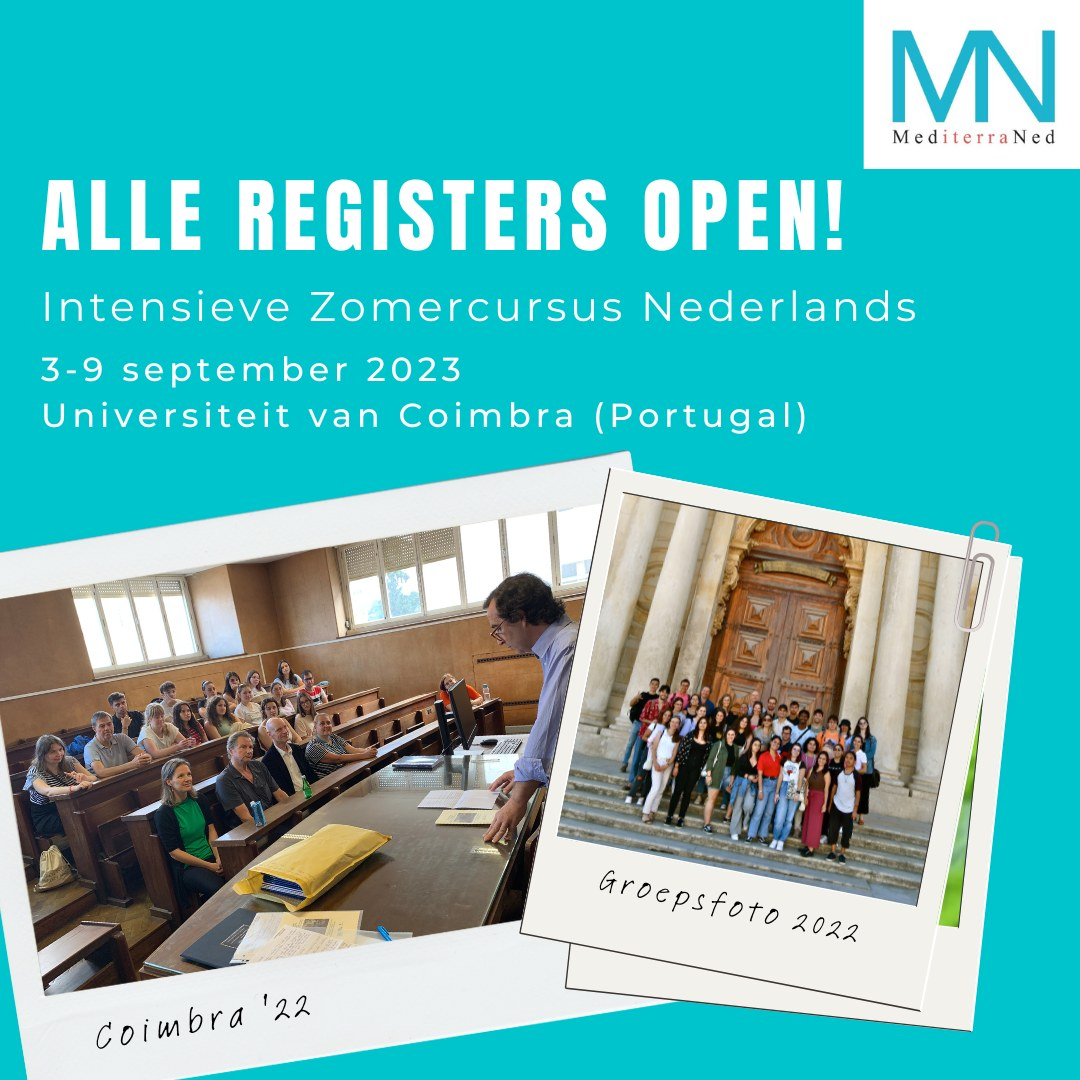 MN
MediterraNed
ALLE REGISTERS OPEN!
Intensieve Zomercursus Nederlands
3-9 september 2023
Universiteit van Coimbra (Portugal)
Groepsfoto 2022
Coimbra '22